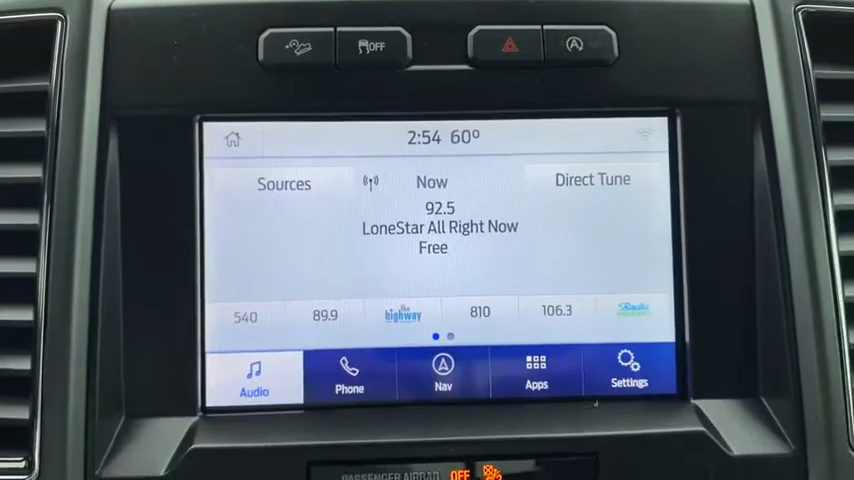 OFF
A
2:54 60º
Sources
Now
Direct Tune
92.5
LoneStar All Right Now
Free
540
89.9
the highway
810
106.3
Audio
Phone
Nav
Apps
Settings
PASSENGER AIRBAG OFF